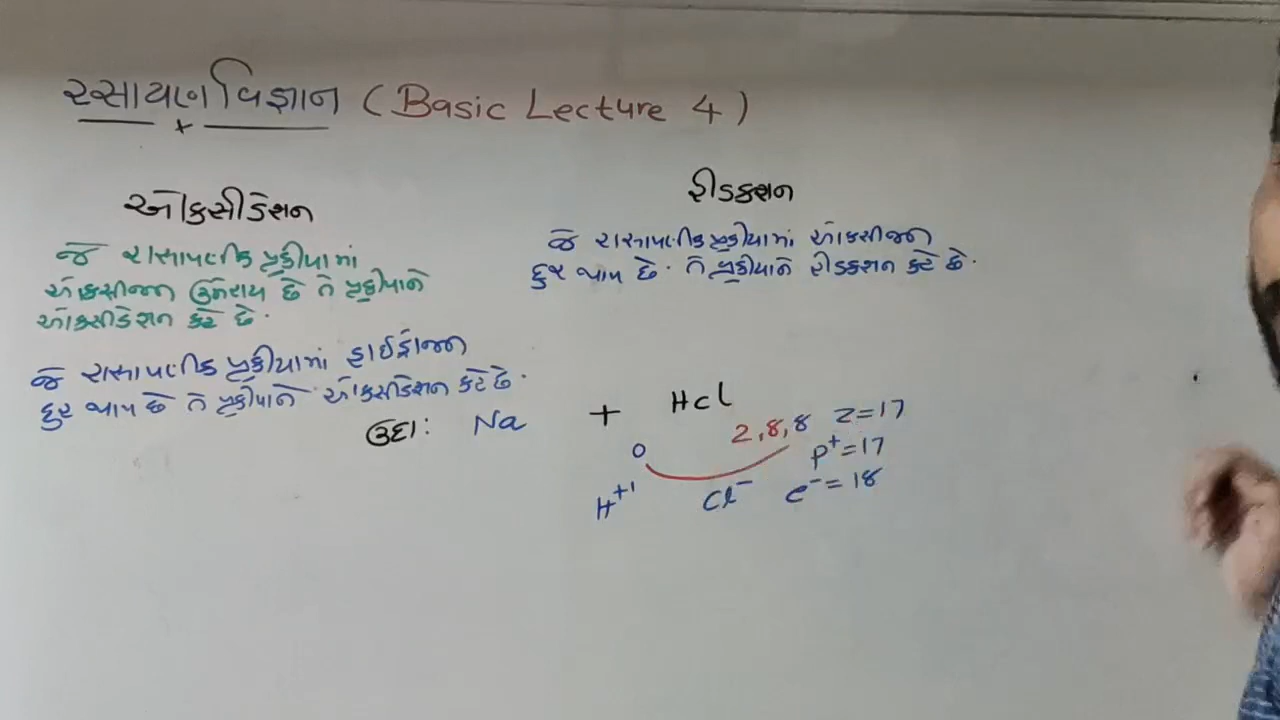 રસાયણવિજ્ઞાન (Basic Lecture 4)
ઓક્સીડેશન
જે રાસાયણીક પ્રક્રીયામાં
ઓક્સીજન ઉમેરાય છે તે પ્રક્રીયાને
ઓક્સીડેશન કહે છે.
જે રાસાયણીક પ્રક્રીયામાં હાઈડ્રોજન
દુર થાય છે તે પ્રક્રીયાને ઓક્સીડેશન કહે છે.
રીડક્શન
જે રાસાયણીક પ્રક્રીયામાં ઓક્સીજન
દુર થાય છે. તે પ્રક્રીયાને રીડક્શન કહે છે.
ઉદા: Na + HCl
0 2,8,8 Z=17
p⁺=17
H⁺¹ Cl⁻ e⁻=18